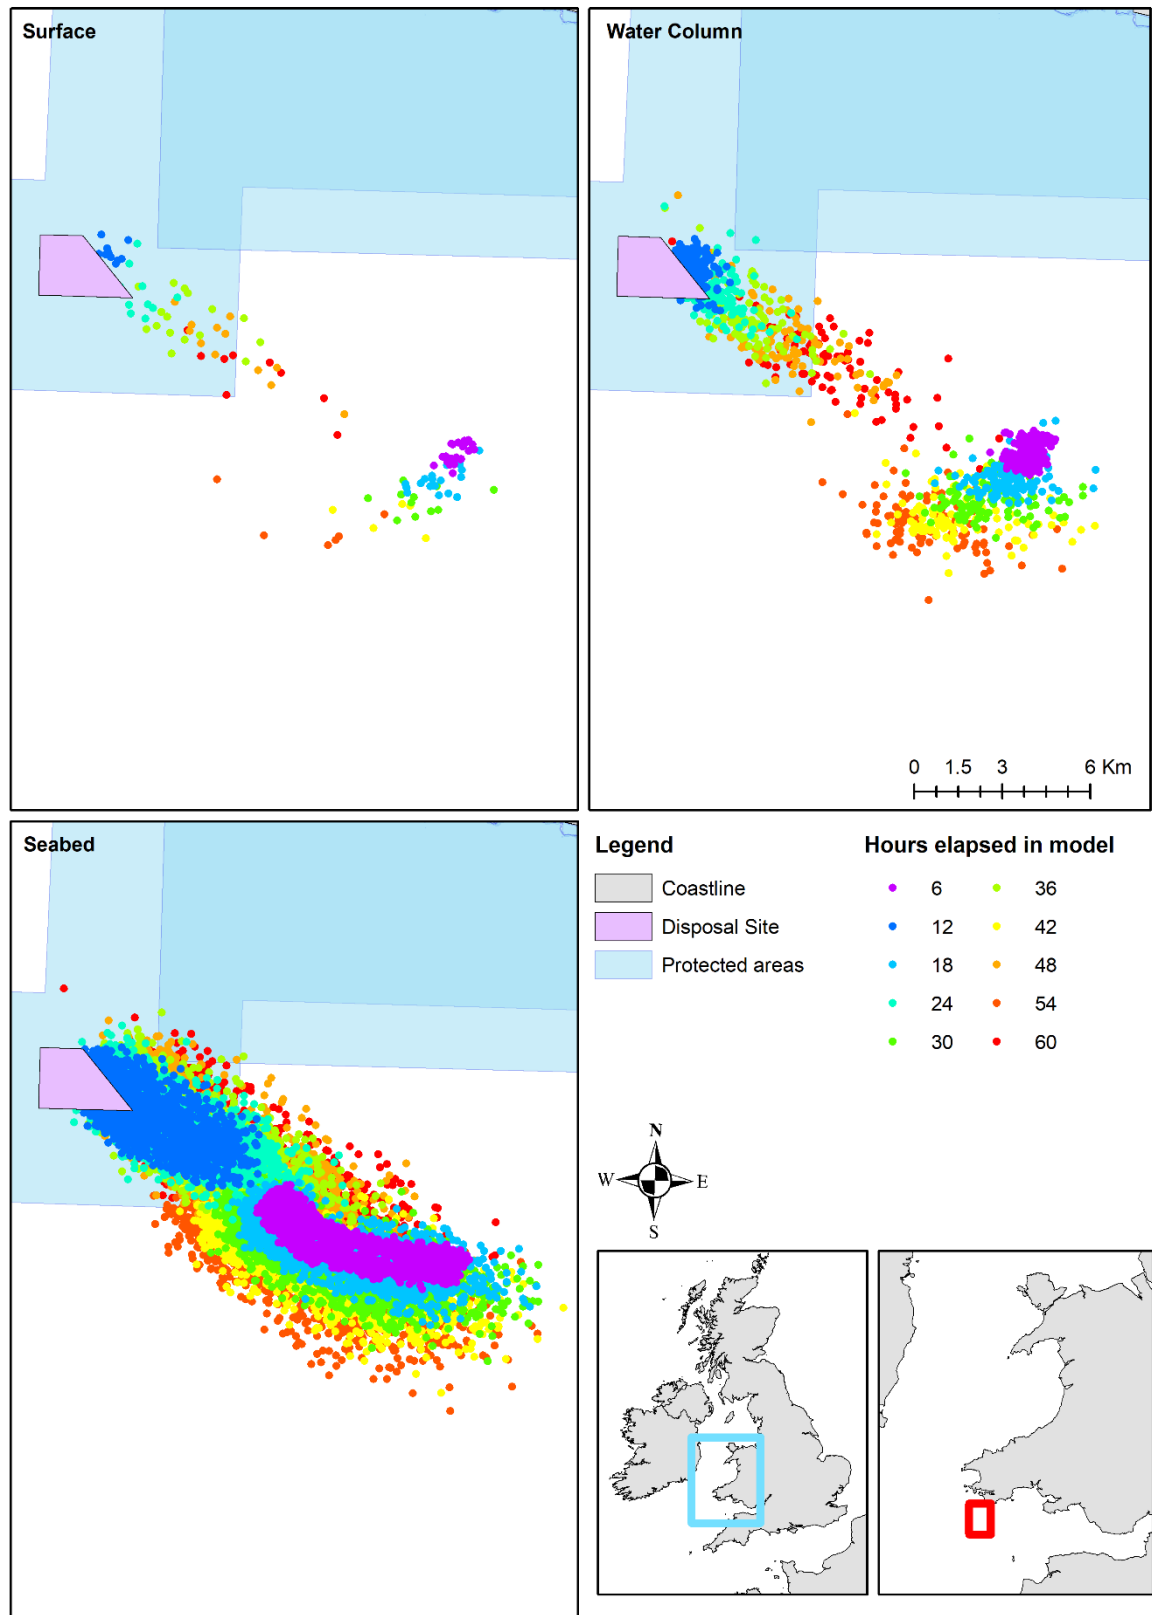 Surface
Water Column
0 1.5 3 6 Km
Seabed
Legend
Coastline
Disposal Site
Protected areas
Hours elapsed in model
6 36
12 42
18 48
24 54
30 60
N
W E
S